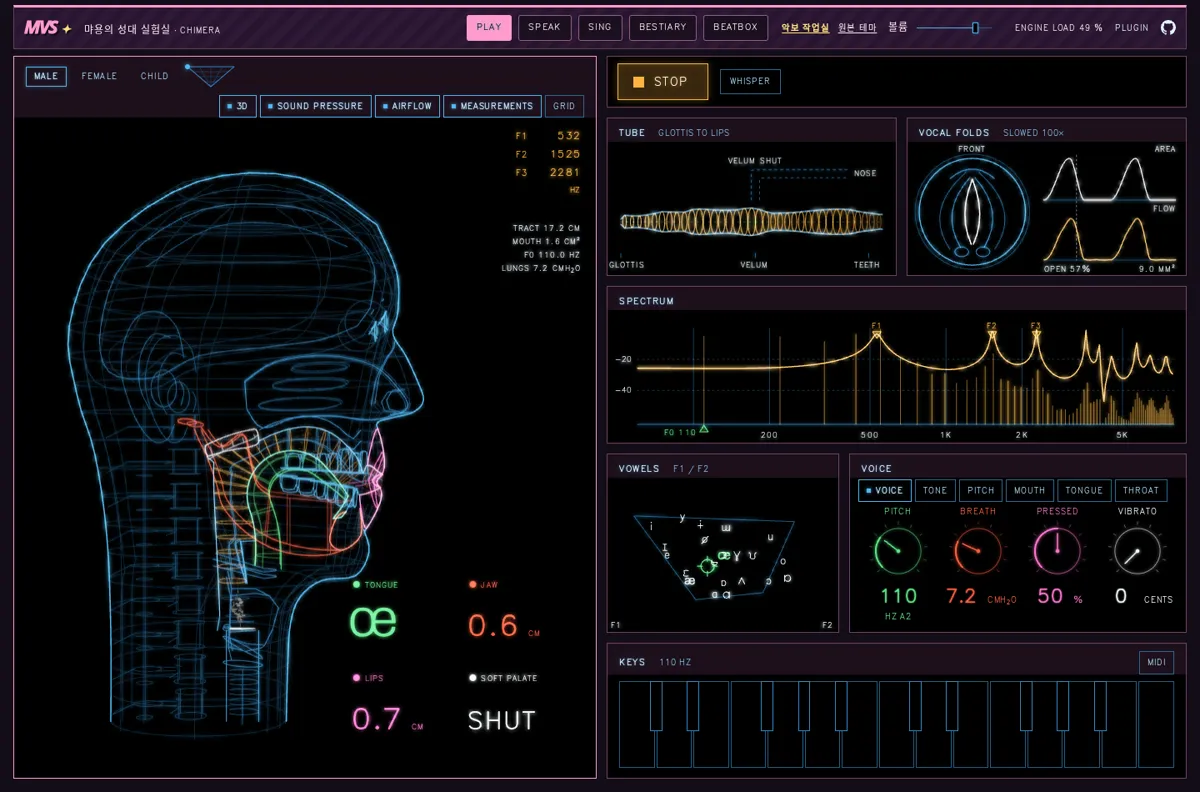 MVS 마용의 성대 실험실 · CHIMERA
PLAY SPEAK SING BESTIARY BEATBOX 악보 작업실 원본 테마 볼륨 ENGINE LOAD 49 % PLUGIN
MALE FEMALE CHILD
3D SOUND PRESSURE AIRFLOW MEASUREMENTS GRID
F1 532
F2 1525
F3 2281
HZ
TRACT 17.2 CM
MOUTH 1.6 CM²
F0 110.0 HZ
LUNGS 7.2 CMH₂O
TONGUE
œ
JAW
0.6 CM
LIPS
0.7 CM
SOFT PALATE
SHUT
STOP WHISPER
TUBE GLOTTIS TO LIPS
VELUM SHUT
NOSE
GLOTTIS VELUM TEETH
VOCAL FOLDS SLOWED 100×
FRONT
AREA
FLOW
OPEN 57% 9.0 MM²
SPECTRUM
F1 F2 F3
-20
-40
F0 110 200 500 1K 2K 5K
VOWELS F1 / F2
F1 F2
VOICE
VOICE TONE PITCH MOUTH TONGUE THROAT
PITCH BREATH PRESSED VIBRATO
110 7.2 CMH₂O 50 % 0 CENTS
HZ A2
KEYS 110 HZ MIDI